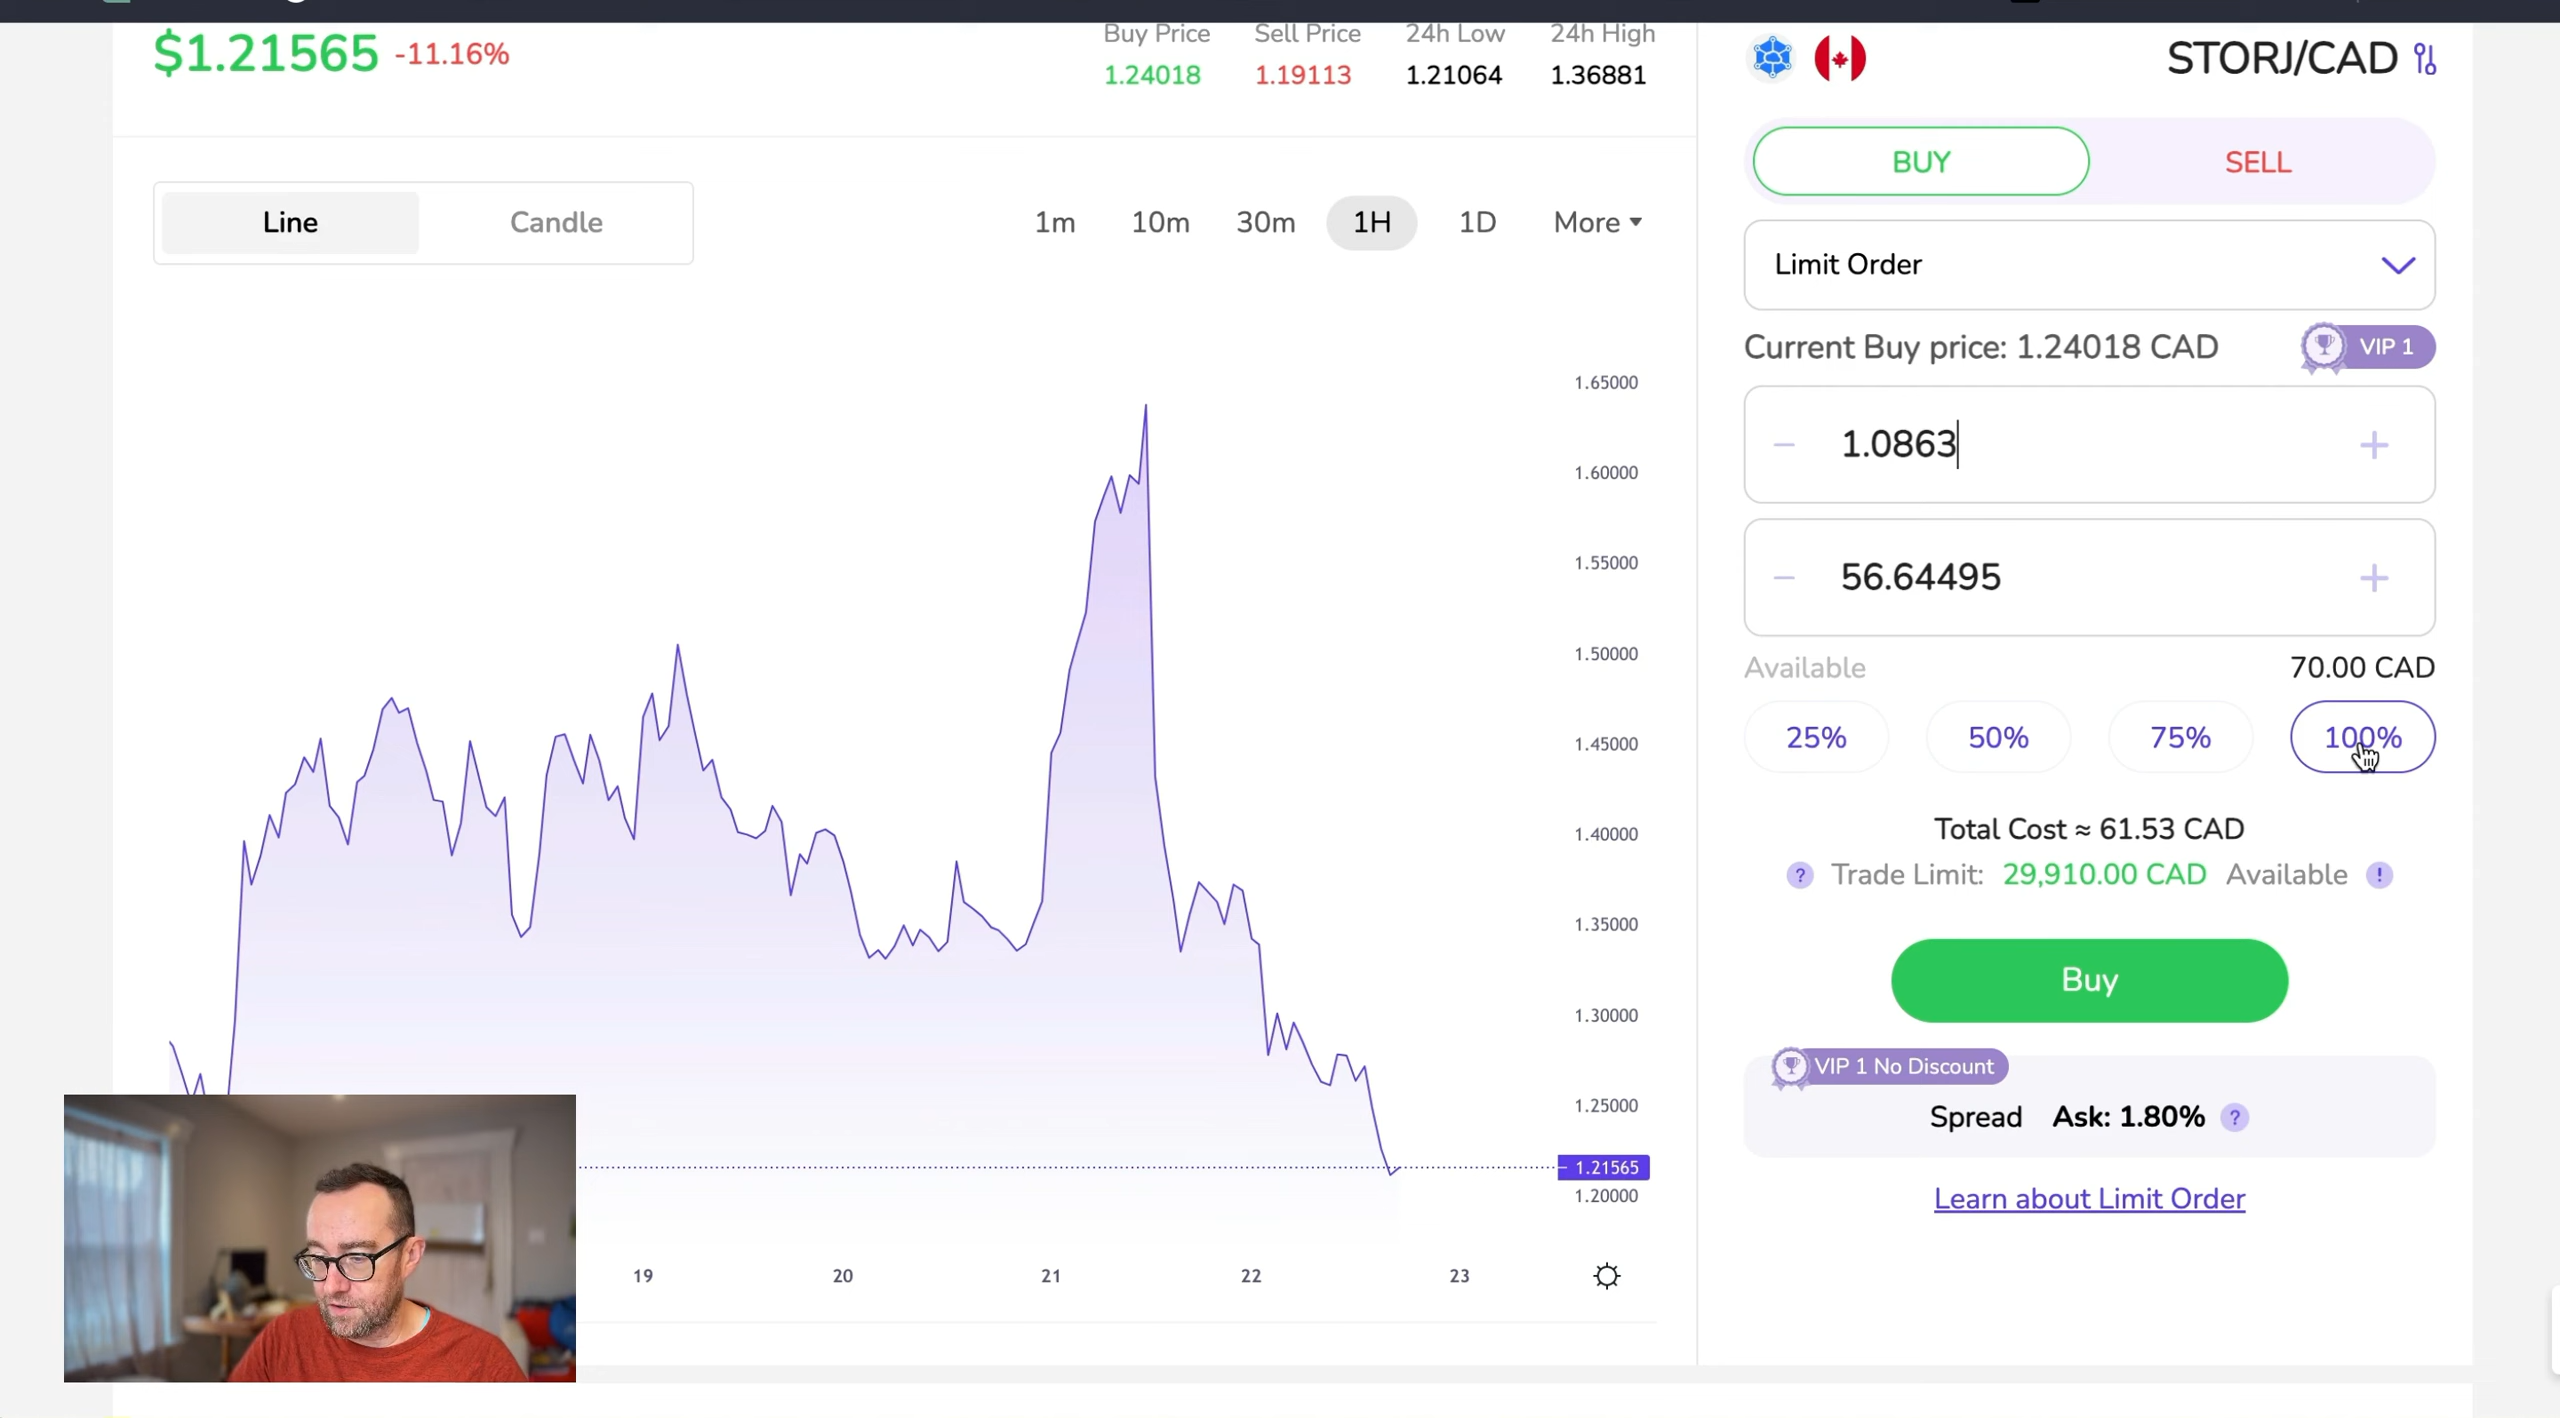 $1.21565 -11.16%
Buy Price Sell Price 24h Low 24h High
1.24018 1.19113 1.21064 1.36881
Line Candle
1m 10m 30m 1H 1D More
1.65000
1.60000
1.55000
1.50000
1.45000
1.40000
1.35000
1.30000
1.25000
1.21565
1.20000
19 20 21 22 23
STORJ/CAD
BUY SELL
Limit Order
Current Buy price: 1.24018 CAD VIP 1
− 1.0863 +
− 56.64495 +
Available 70.00 CAD
25% 50% 75% 100%
Total Cost ≈ 61.53 CAD
? Trade Limit: 29,910.00 CAD Available !
Buy
VIP 1 No Discount
Spread Ask: 1.80% ?
Learn about Limit Order